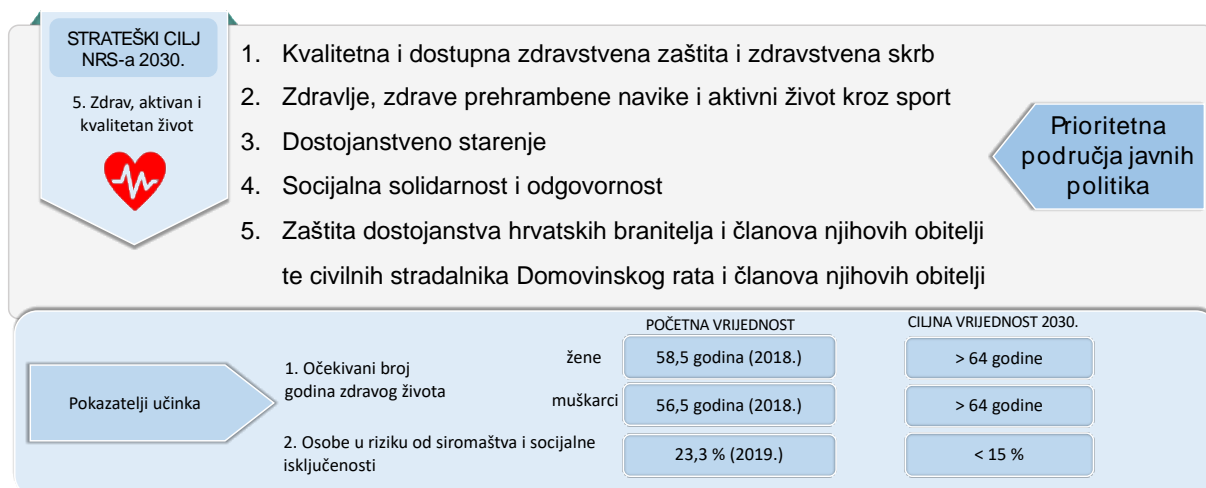 STRATEŠKI CILJ
NRS-a 2030.
5. Zdrav, aktivan i
kvalitetan život
1. Kvalitetna i dostupna zdravstvena zaštita i zdravstvena skrb
2. Zdravlje, zdrave prehrambene navike i aktivni život kroz sport
3. Dostojanstveno starenje
4. Socijalna solidarnost i odgovornost
5. Zaštita dostojanstva hrvatskih branitelja i članova njihovih obitelji
te civilnih stradalnika Domovinskog rata i članova njihovih obitelji
Prioritetna
područja javnih
politika
POČETNA VRIJEDNOST
CILJNA VRIJEDNOST 2030.
Pokazatelji učinka
1. Očekivani broj
godina zdravog života
žene
58,5 godina (2018.)
> 64 godine
muškarci
56,5 godina (2018.)
> 64 godine
2. Osobe u riziku od siromaštva i socijalne
isključenosti
23,3 % (2019.)
< 15 %